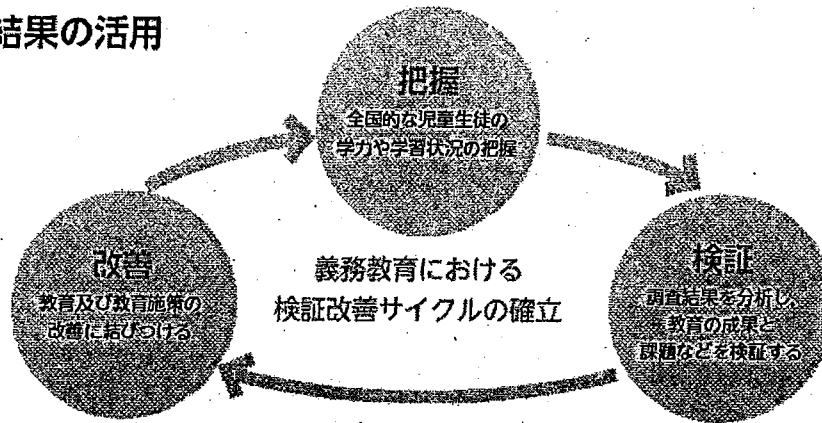 結果の活用
把握
全国的な児童生徒の
学力や学習状況の把握
検証
調査結果を分析し、
教育の成果と
課題などを検証する
改善
教育及び教育施策の
改善に結びつける
義務教育における
検証改善サイクルの確立